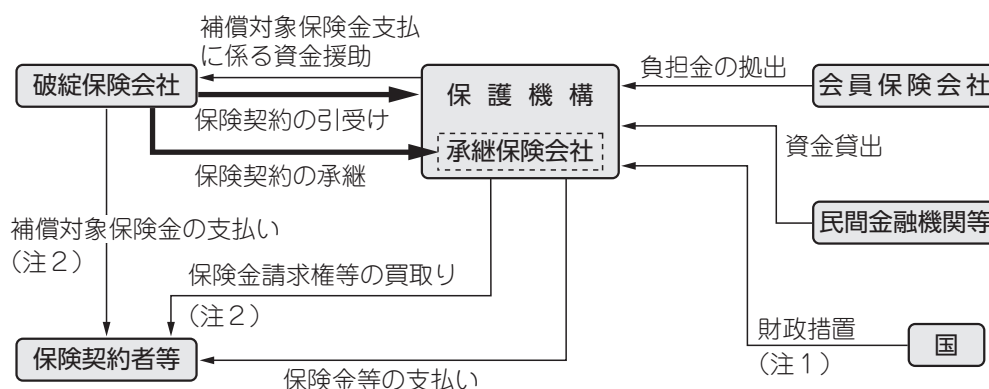 補償対象保険金支払
に係る資金援助
破綻保険会社
保護機構
負担金の拠出
会員保険会社
保険契約の引受け
承継保険会社
資金貸出
保険契約の承継
補償対象保険金の支払い
(注2)
民間金融機関等
保険金請求権等の買取り
(注2)
財政措置
(注1)
国
保険契約者等
保険金等の支払い